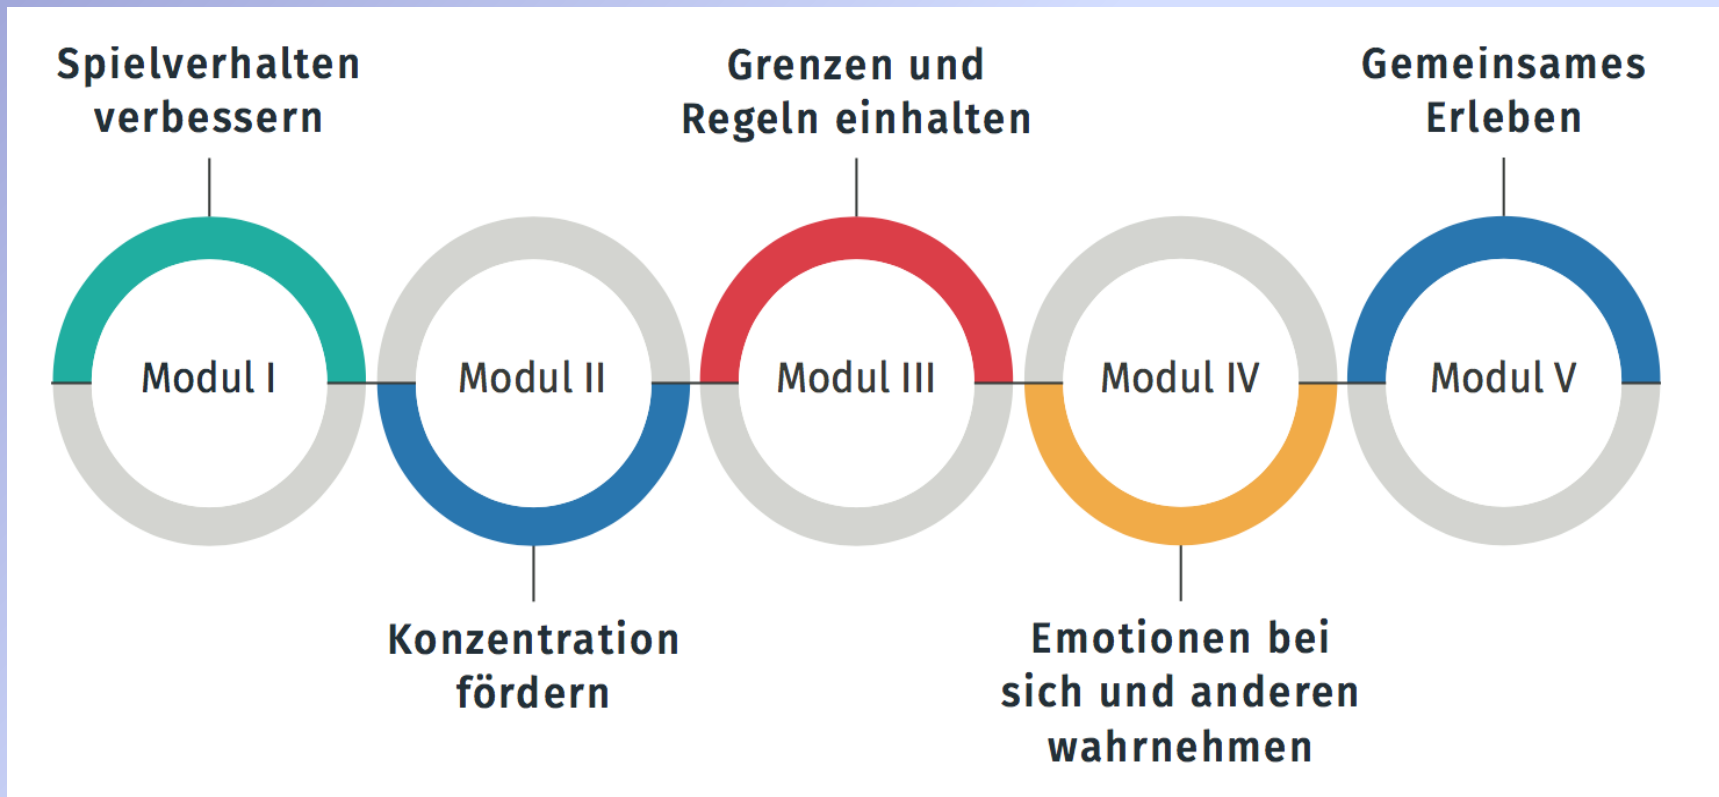 Spielverhalten
verbessern
Grenzen und
Regeln einhalten
Gemeinsames
Erleben
Modul I
Modul II
Modul III
Modul IV
Modul V
Konzentration
fördern
Emotionen bei
sich und anderen
wahrnehmen